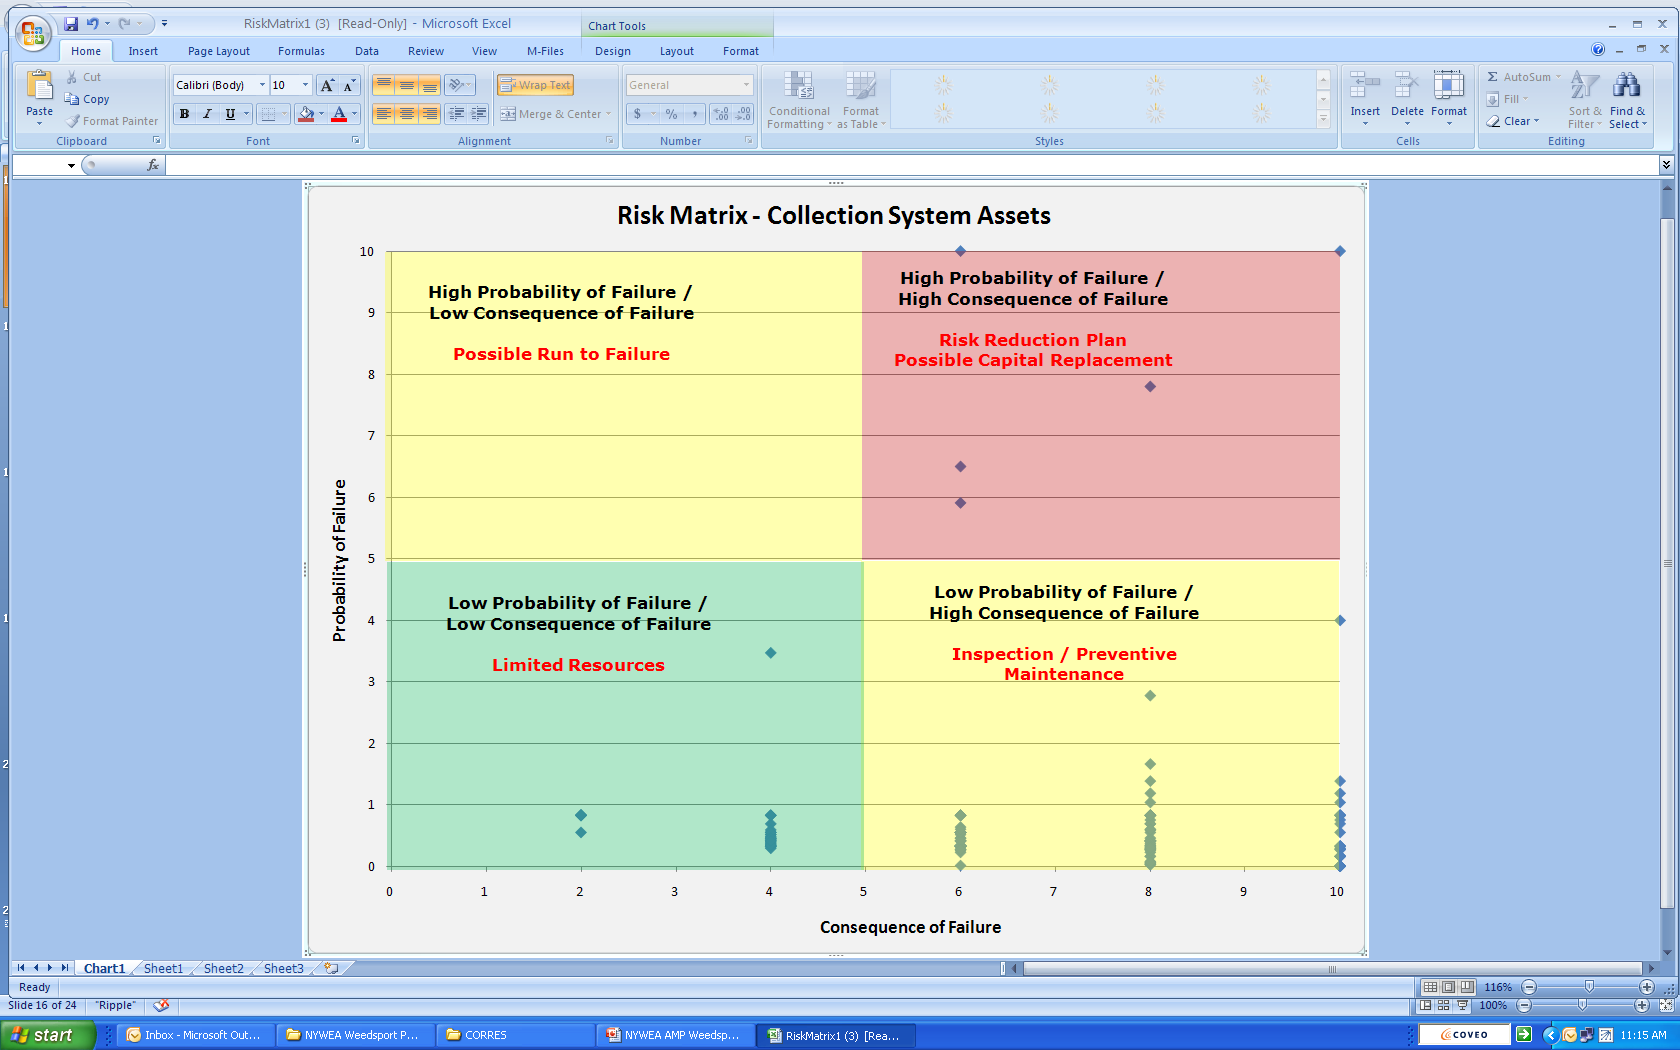 RiskMatrix1 (3) [Read-Only] - Microsoft Excel
Chart Tools
Home Insert Page Layout Formulas Data Review View M-Files Design Layout Format
Paste
Cut
Copy
Format Painter
Clipboard
Calibri (Body) 10
B I U
Font
Wrap Text
Merge & Center
Alignment
General
$ % ,
Number
Conditional Formatting
Format as Table
Styles
Insert Delete Format
Cells
AutoSum
Fill
Clear
Sort & Filter
Find & Select
Editing
fx
Risk Matrix - Collection System Assets
High Probability of Failure /
Low Consequence of Failure
Possible Run to Failure
High Probability of Failure /
High Consequence of Failure
Risk Reduction Plan
Possible Capital Replacement
Low Probability of Failure /
Low Consequence of Failure
Limited Resources
Low Probability of Failure /
High Consequence of Failure
Inspection / Preventive
Maintenance
Probability of Failure
10
9
8
7
6
5
4
3
2
1
0
0 1 2 3 4 5 6 7 8 9 10
Consequence of Failure
Chart1 Sheet1 Sheet2 Sheet3
Ready
116%
Slide 16 of 24 "Ripple"
100%
start
Inbox - Microsoft Out...
NYWEA Weedsport P...
CORRES
NYWEA AMP Weedsp...
RiskMatrix1 (3) [Rea...
COVEO
11:15 AM